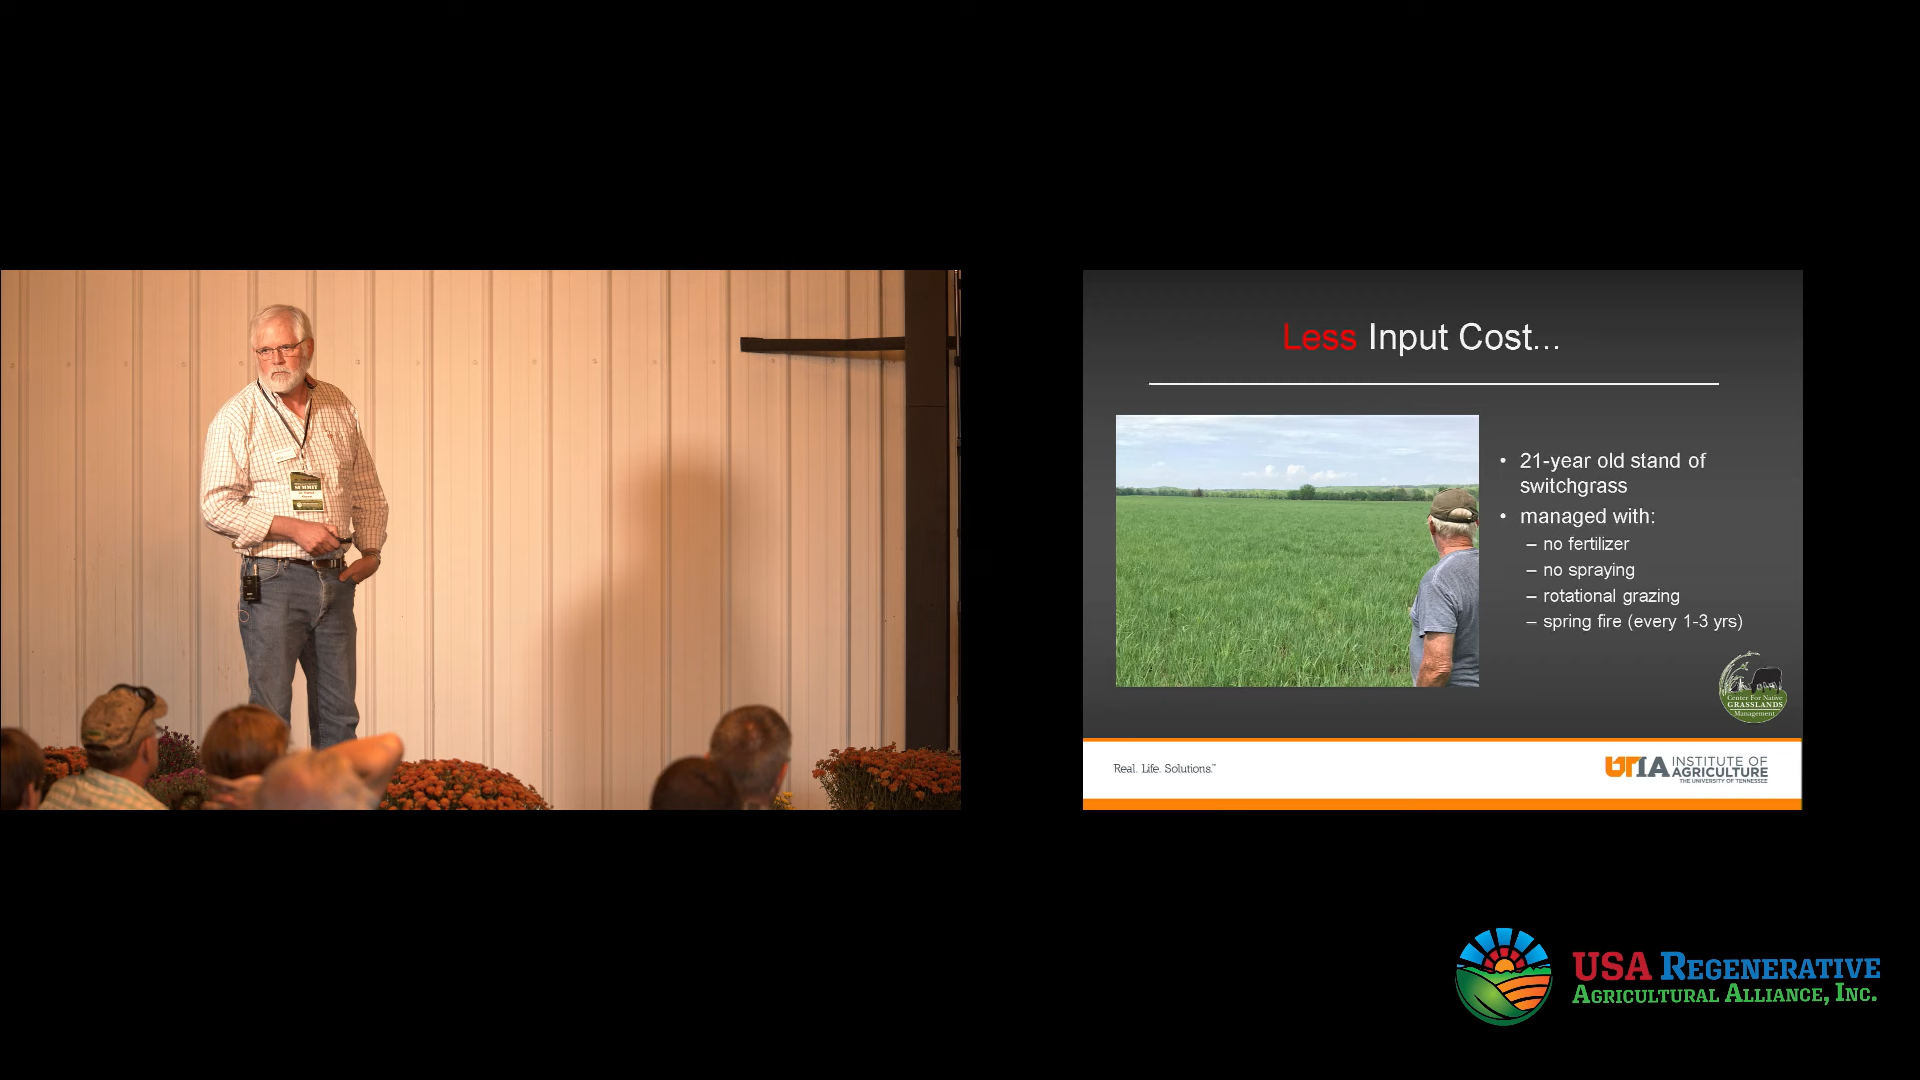 SUMMIT
Less Input Cost...
• 21-year old stand of
switchgrass
• managed with:
– no fertilizer
– no spraying
– rotational grazing
– spring fire (every 1-3 yrs)
Center For Native
GRASSLANDS
Management
Real. Life. Solutions.™
UTIA INSTITUTE OF
AGRICULTURE
THE UNIVERSITY OF TENNESSEE
USA REGENERATIVE
AGRICULTURAL ALLIANCE, INC.